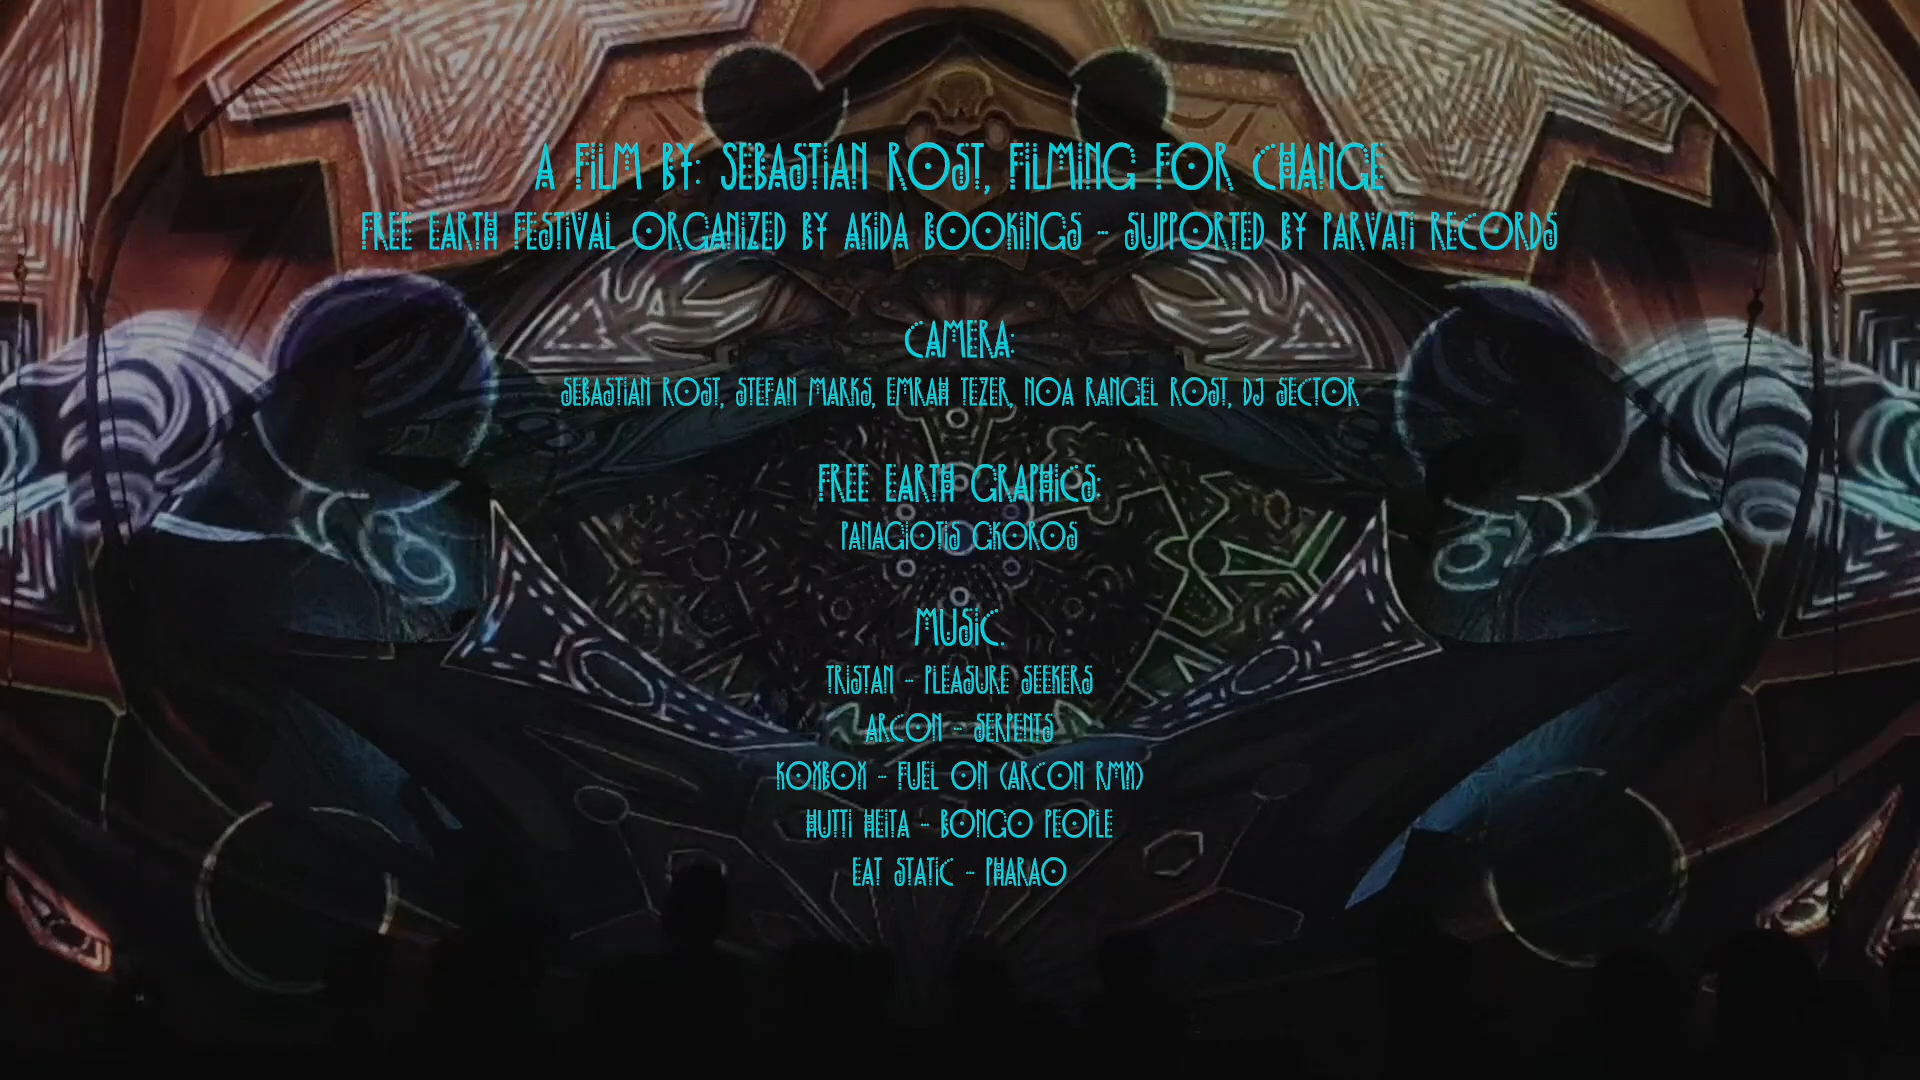 A FILM BY: SEBASTIAN ROST, FILMING FOR CHANGE
FREE EARTH FESTIVAL ORGANIZED BY AKIDA BOOKINGS - SUPPORTED BY PARVATI RECORDS
CAMERA:
SEBASTIAN ROST, STEFAN MARKS, EMRAH TEZER, NOA RANGEL ROST, DJ SECTOR
FREE EARTH GRAPHICS:
PANAGIOTIS GKOROS
MUSIC:
TRISTAN - PLEASURE SEEKERS
ARCON - SERPENTS
KOXBOX - FUEL ON (ARCON RMX)
HUTTI HEITA - BONGO PEOPLE
EAT STATIC - PHARAO